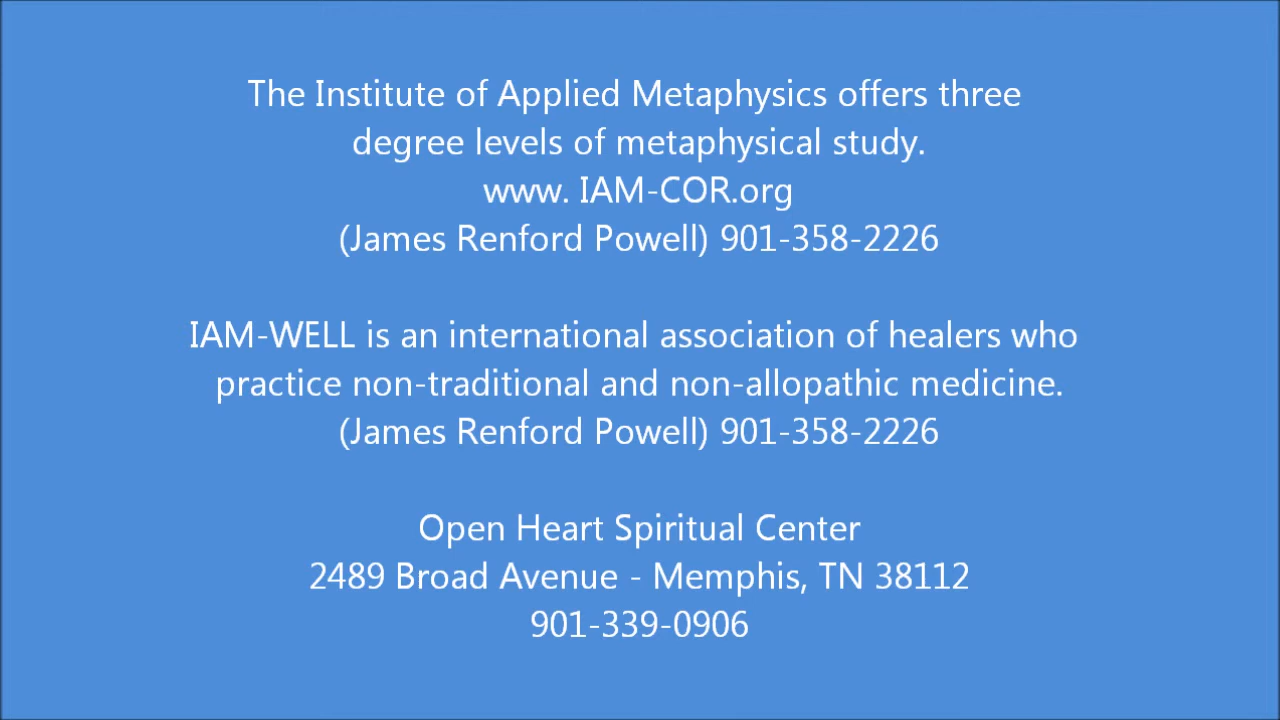 The Institute of Applied Metaphysics offers three
degree levels of metaphysical study.
www. IAM-COR.org
(James Renford Powell) 901-358-2226
IAM-WELL is an international association of healers who
practice non-traditional and non-allopathic medicine.
(James Renford Powell) 901-358-2226
Open Heart Spiritual Center
2489 Broad Avenue - Memphis, TN 38112
901-339-0906